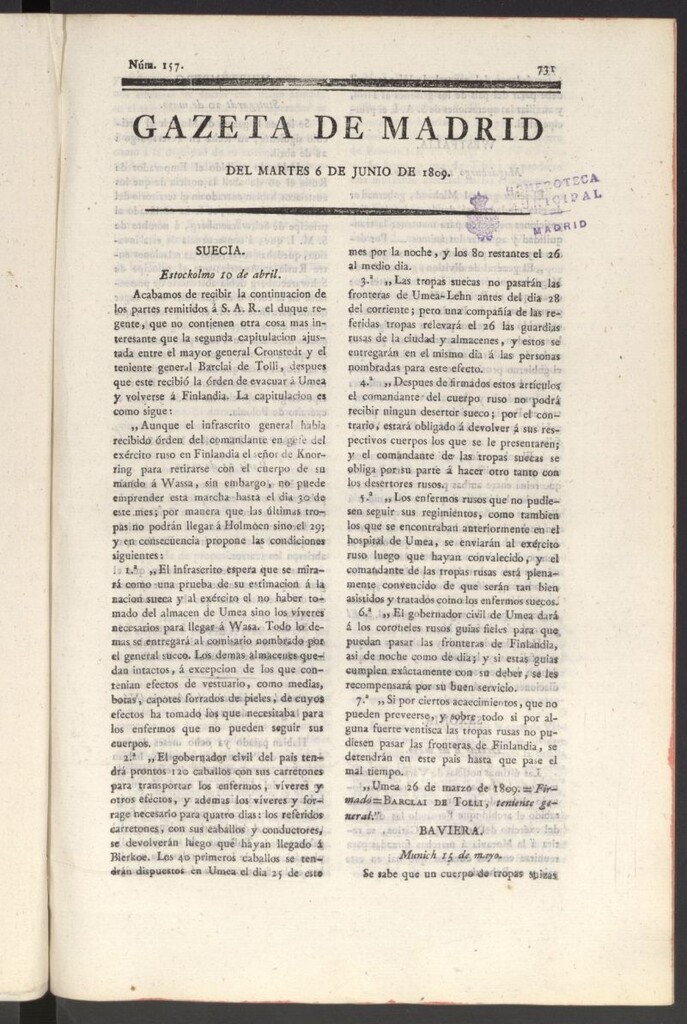 Núm. 157.
731
GAZETA DE MADRID
DEL MARTES 6 DE JUNIO DE 1809.
HEMEROTECA
MUNICIPAL
MADRID
SUECIA.
Estockolmo 10 de abril.
Acabamos de recibir la continuacion de
los partes remitidos á S. A. R. el duque re-
gente, que no contienen otra cosa mas in-
teresante que la segunda capitulacion ajus-
tada entre el mayor general Cronstedt y el
teniente general Barclai de Tolli, despues
que este recibió la órden de evacuar á Umea
y volverse á Finlandia. La capitulacion es
como sigue:
„Aunque el infrascrito general habia
recibido órden del comandante en gefe del
exército ruso en Finlandia el señor de Knor-
ring para retirarse con el cuerpo de su
mando á Wassa, sin embargo, no puede
emprender esta marcha hasta el dia 30 de
este mes; por manera que las últimas tro-
pas no podrán llegar á Holmöen sino el 29;
y en consecuencia propone las condiciones
siguientes:
1.ª „El infrascrito espera que se mira-
rá como una prueba de su estimacion á la
nacion sueca y al exército el no haber to-
mado del almacen de Umea sino los víveres
necesarios para llegar á Wasa. Todo lo de-
mas se entregará al comisario nombrado por
el general sueco. Los demas almacenes que-
dan intactos, á excepcion de los que con-
tenian efectos de vestuario, como medias,
botas, capotes forrados de pieles, de cuyos
efectos ha tomado los que necesitaba para
los enfermos que no pueden seguir sus
cuerpos.
2.ª „El gobernador civil del pais ten-
drá prontos 120 caballos con sus carretones
para transportar los enfermos, víveres y
otros efectos, y ademas los víveres y for-
rage necesario para quatro dias: los referidos
carretones, con sus caballos y conductores,
se devolverán luego que hayan llegado á
Bierkoe. Los 40 primeros caballos se ten-
drán dispuestos en Umea el dia 25 de este
mes por la noche, y los 80 restantes el 26
al medio dia.
3.ª „Las tropas suecas no pasarán las
fronteras de Umea-Lehn antes del dia 28
del corriente; pero una compañía de las re-
feridas tropas relevará el 26 las guardias
rusas de la ciudad y almacenes, y estos se
entregarán en el mismo dia á las personas
nombradas para este efecto.
4.ª „Despues de firmados estos artículos
el comandante del cuerpo ruso no podrá
recibir ningun desertor sueco; por el con-
trario, estará obligado á devolver á sus res-
pectivos cuerpos los que se le presentaren;
y el comandante de las tropas suecas se
obliga por su parte á hacer otro tanto con
los desertores rusos.
5.ª „Los enfermos rusos que no pudie-
sen seguir sus regimientos, como tambien
los que se encontraban anteriormente en el
hospital de Umea, se enviarán al exército
ruso luego que hayan convalecido, y el
comandante de las tropas rusas está plena-
mente convencido de que serán tan bien
asistidos y tratados como los enfermos suecos.
6.ª „El gobernador civil de Umea dará
á los coroneles rusos guias fieles para que
puedan pasar las fronteras de Finlandia,
asi de noche como de dia; y si estas guias
cumplen exáctamente con su deber, se les
recompensará por su buen servicio.
7.ª „Si por ciertos acaecimientos, que no
pueden preveerse, y sobre todo si por al-
guna fuerte ventisca las tropas rusas no pu-
diesen pasar las fronteras de Finlandia, se
detendrán en este pais hasta que pase el
mal tiempo.
„Umea 26 de marzo de 1809.=Fir-
mado=BARCLAI DE TOLLI, teniente ge-
neral."
BAVIERA.
Munich 15 de mayo.
Se sabe que un cuerpo de tropas suizas